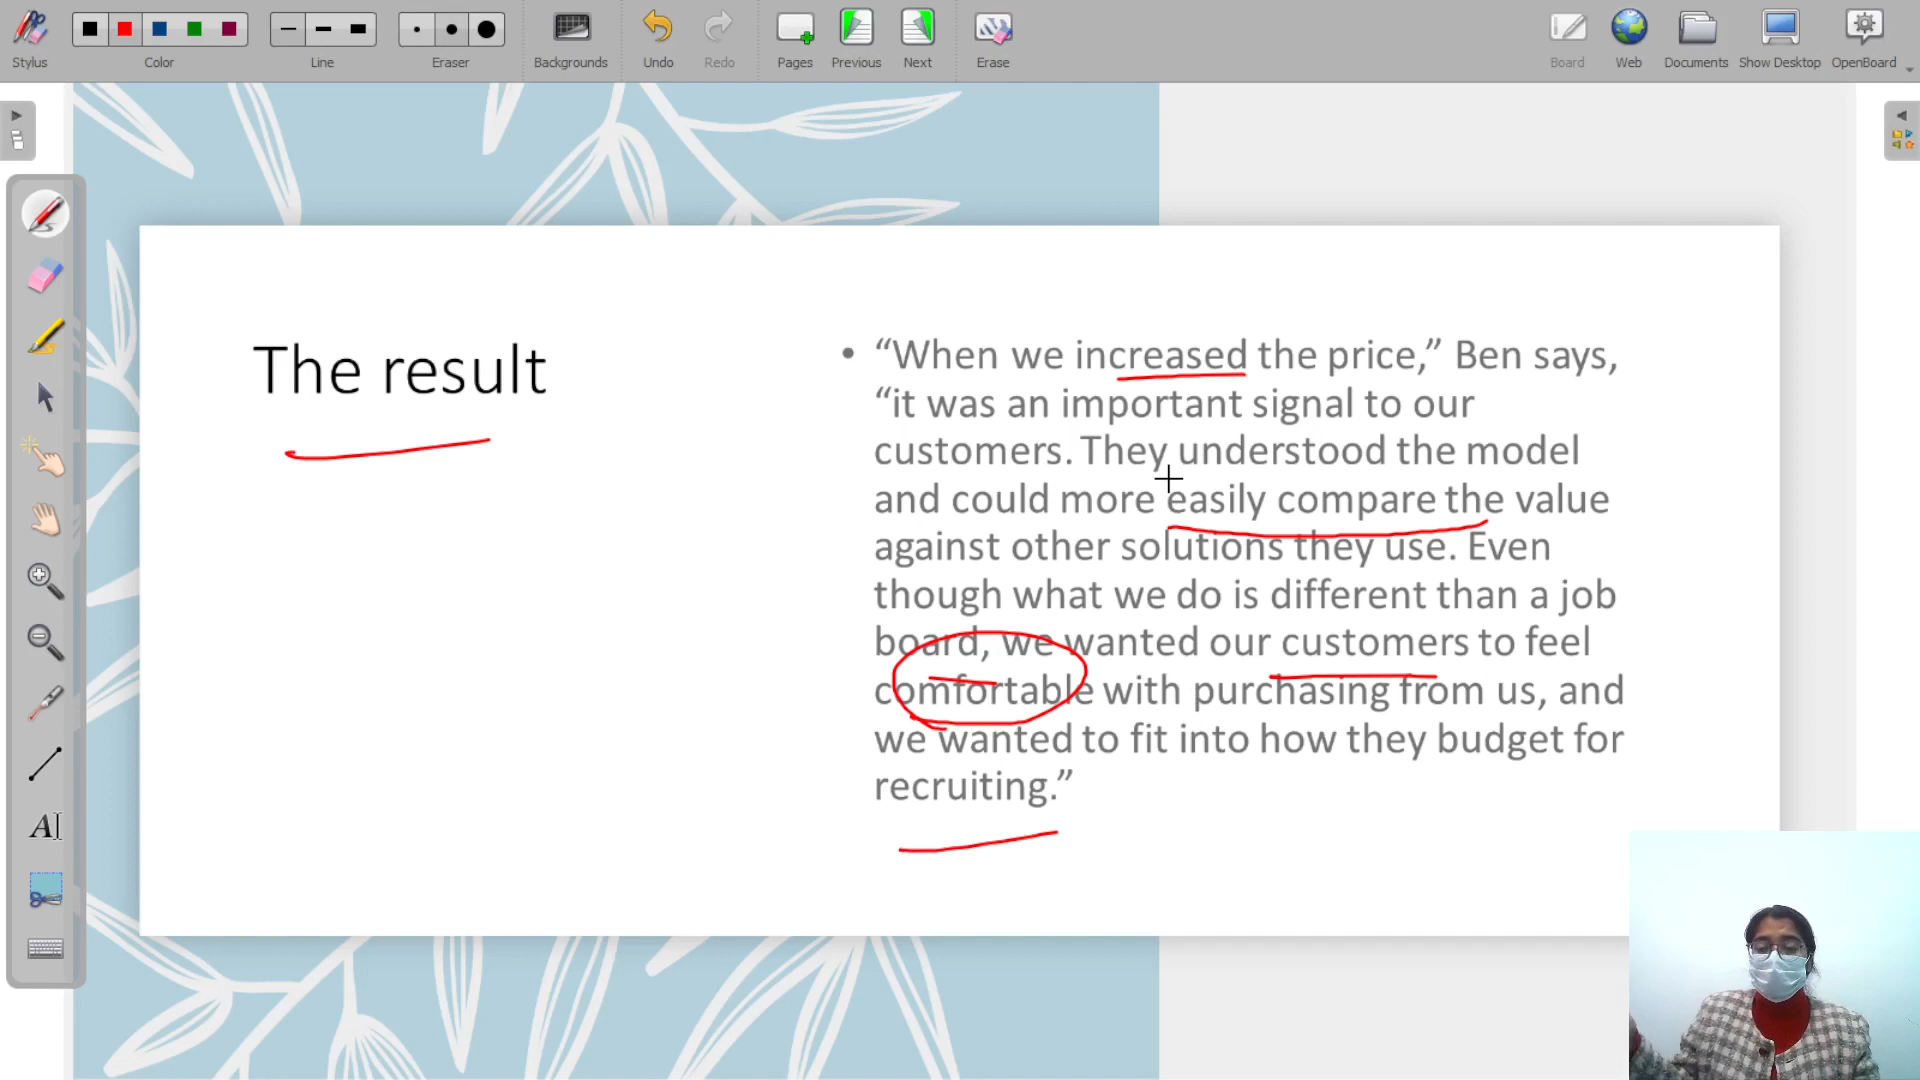 Stylus
Color
Line
Eraser
Backgrounds
Undo
Redo
Pages
Previous
Next
Erase
Board
Web
Documents
Show Desktop
OpenBoard
The result
• “When we increased the price,” Ben says,
“it was an important signal to our
customers. They understood the model
and could more easily compare the value
against other solutions they use. Even
though what we do is different than a job
board, we wanted our customers to feel
comfortable with purchasing from us, and
we wanted to fit into how they budget for
recruiting.”